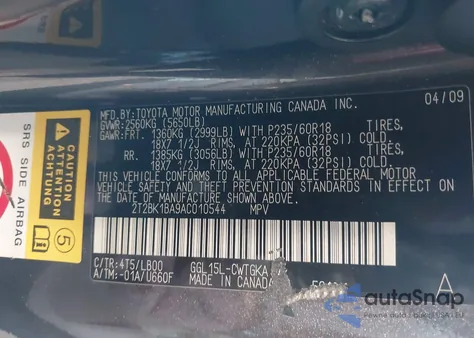 MFD.BY: TOYOTA MOTOR MANUFACTURING CANADA INC.
04/09
GVWR: 2560KG (5650LB)
GAWR: FRT. 1360KG (2999LB) WITH P235/60R18 TIRES,
18X7 1/2J RIMS, AT 220KPA (32PSI) COLD.
RR. 1385KG (3056LB) WITH P235/60R18 TIRES,
18X7 1/2J RIMS, AT 220KPA (32PSI) COLD.
THIS VEHICLE CONFORMS TO ALL APPLICABLE FEDERAL MOTOR
VEHICLE SAFETY AND THEFT PREVENTION STANDARDS IN EFFECT ON
THE DATE OF MANUFACTURE SHOWN ABOVE.
2T2BK1BA9AC010544 MPV
C/TR: 4T5/LB00 GGL15L-CWTGKA
A/TM: -01A/U660F MADE IN CANADA
A
SRS SIDE AIRBAG
ATTENTION
ACHTUNG
5
autoSnap